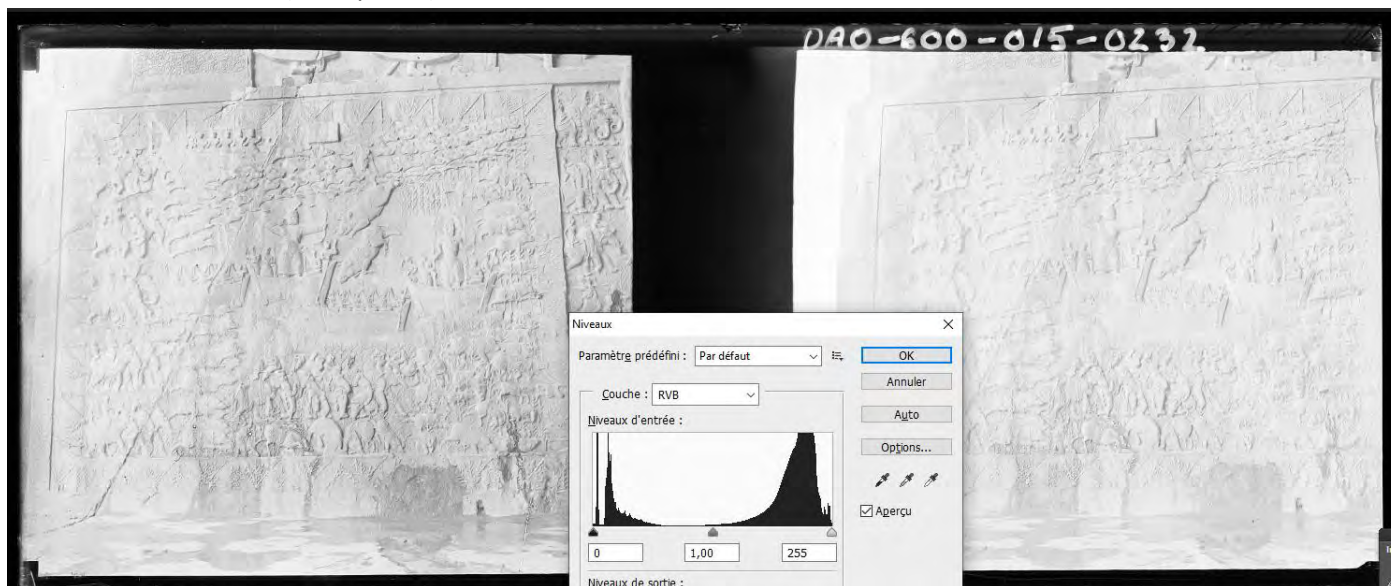 DAO-600-015-0232
Niveaux
Paramètre prédéfini : Par défaut
OK
Annuler
Couche : RVB
Auto
Niveaux d'entrée :
Options...
Aperçu
0 1,00 255
Niveaux de sortie :